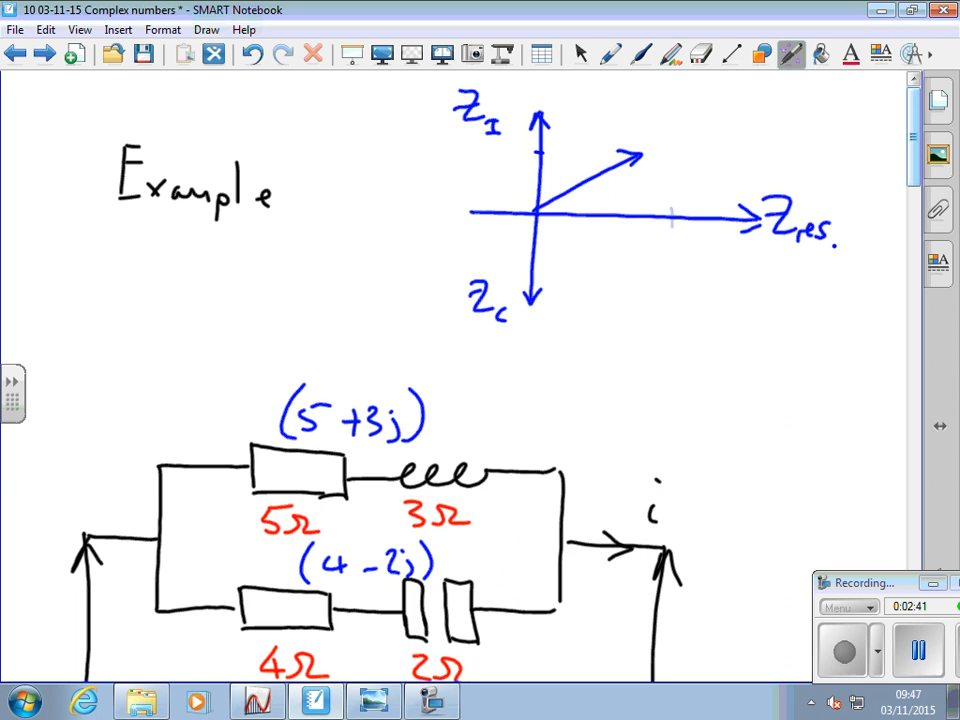 10 03-11-15 Complex numbers * - SMART Notebook
File Edit View Insert Format Draw Help
Z_I
Example
Z_res.
Z_c
(5+3j)
5Ω 3Ω
i
(4-2j)
4Ω 2Ω
Recording...
Menu
0:02:41
09:47
03/11/2015